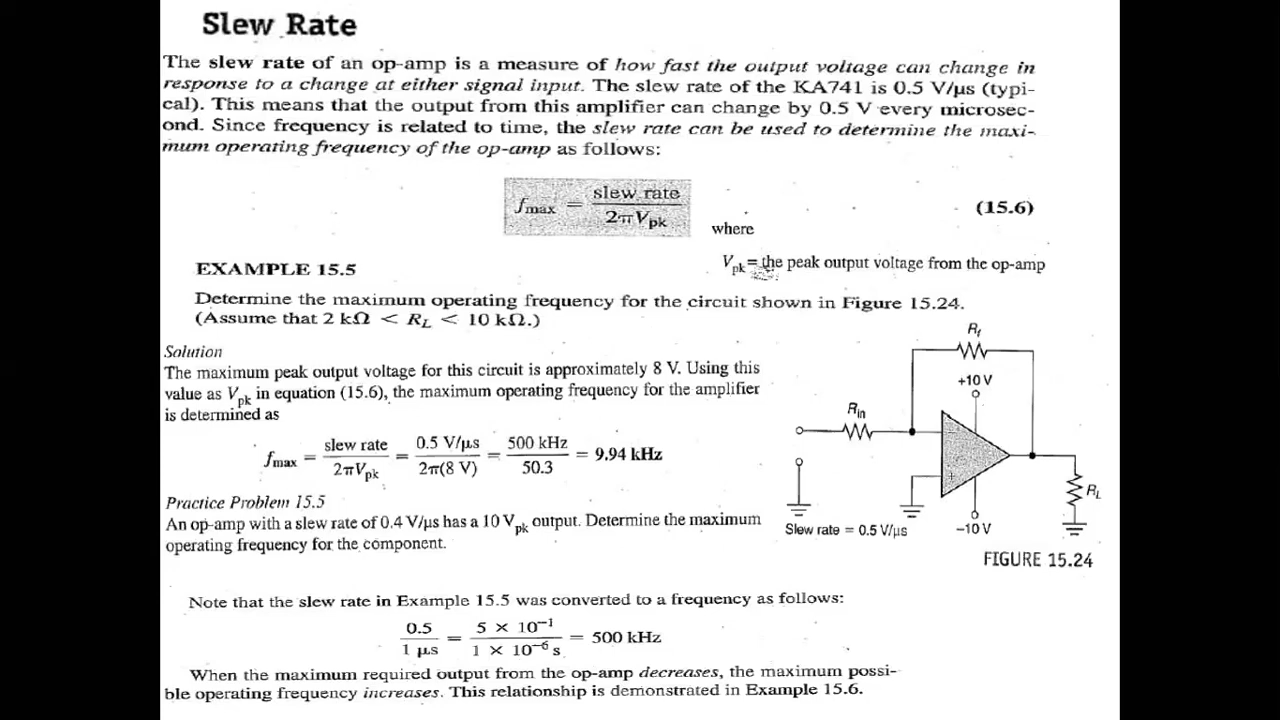 Slew Rate
The slew rate of an op-amp is a measure of how fast the output voltage can change in
response to a change at either signal input. The slew rate of the KA741 is 0.5 V/μs (typi-
cal). This means that the output from this amplifier can change by 0.5 V every microsec-
ond. Since frequency is related to time, the slew rate can be used to determine the maxi-
mum operating frequency of the op-amp as follows:
fmax = slew rate / 2πVpk (15.6)
where
Vpk = the peak output voltage from the op-amp
EXAMPLE 15.5
Determine the maximum operating frequency for the circuit shown in Figure 15.24.
(Assume that 2 kΩ < RL < 10 kΩ.)
Solution
The maximum peak output voltage for this circuit is approximately 8 V. Using this
value as Vpk in equation (15.6), the maximum operating frequency for the amplifier
is determined as
fmax = slew rate / 2πVpk = 0.5 V/μs / 2π(8 V) = 500 kHz / 50.3 = 9.94 kHz
Practice Problem 15.5
An op-amp with a slew rate of 0.4 V/μs has a 10 Vpk output. Determine the maximum
operating frequency for the component.
Rf
+10 V
Rin
+
RL
Slew rate = 0.5 V/μs
−10 V
FIGURE 15.24
Note that the slew rate in Example 15.5 was converted to a frequency as follows:
0.5 / 1 μs = 5 × 10−1 / 1 × 10−6 s = 500 kHz
When the maximum required output from the op-amp decreases, the maximum possi-
ble operating frequency increases. This relationship is demonstrated in Example 15.6.